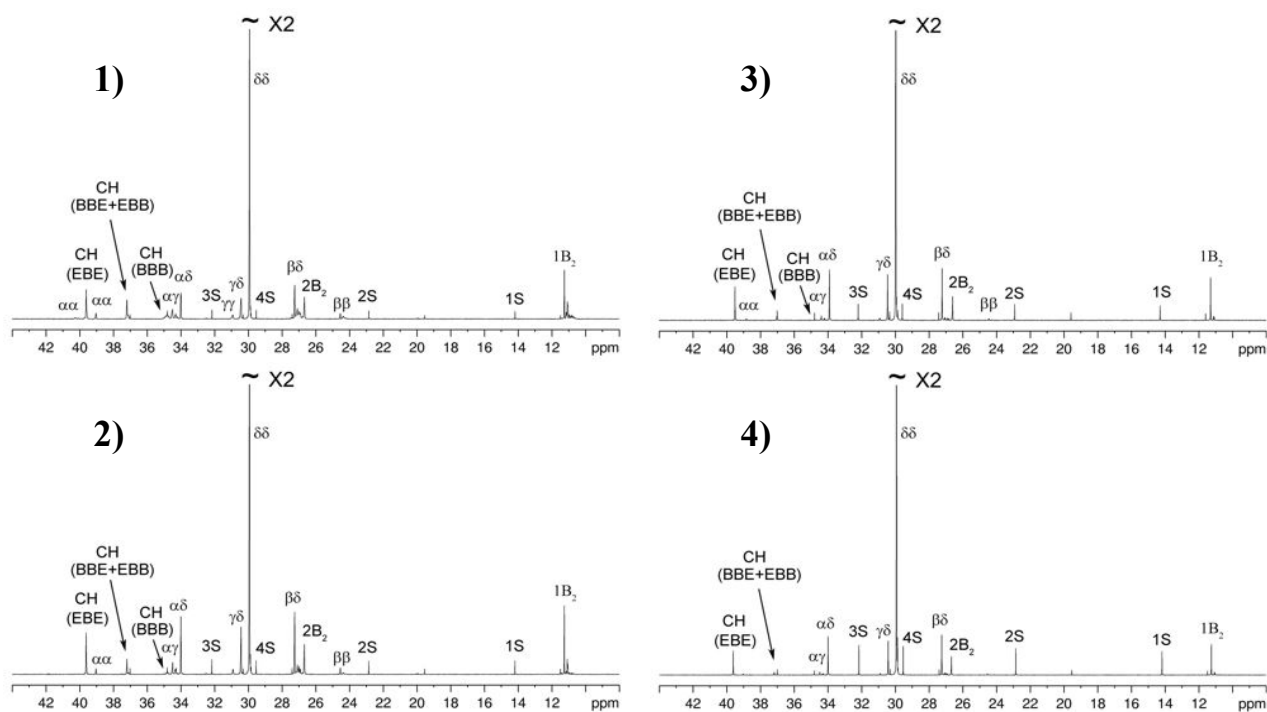 ~ X2
1)
δδ
CH
(BBE+EBB)
CH
(EBE)
CH
(BBB)
αα
αα
αγ
αδ
3S
γγ
γδ
4S
βδ
2B₂
ββ
2S
1S
1B₂
42 40 38 36 34 32 30 28 26 24 22 20 18 16 14 12 ppm
~ X2
3)
δδ
CH
(BBE+EBB)
CH
(EBE)
CH
(BBB)
αα
αγ
αδ
3S
γδ
4S
βδ
2B₂
ββ
2S
1S
1B₂
42 40 38 36 34 32 30 28 26 24 22 20 18 16 14 12 ppm
~ X2
2)
δδ
CH
(BBE+EBB)
CH
(EBE)
CH
(BBB)
αα
αγ
αδ
3S
γδ
4S
βδ
2B₂
ββ
2S
1S
1B₂
42 40 38 36 34 32 30 28 26 24 22 20 18 16 14 12 ppm
~ X2
4)
δδ
CH
(BBE+EBB)
CH
(EBE)
αγ
αδ
3S
γδ
4S
βδ
2B₂
2S
1S
1B₂
42 40 38 36 34 32 30 28 26 24 22 20 18 16 14 12 ppm